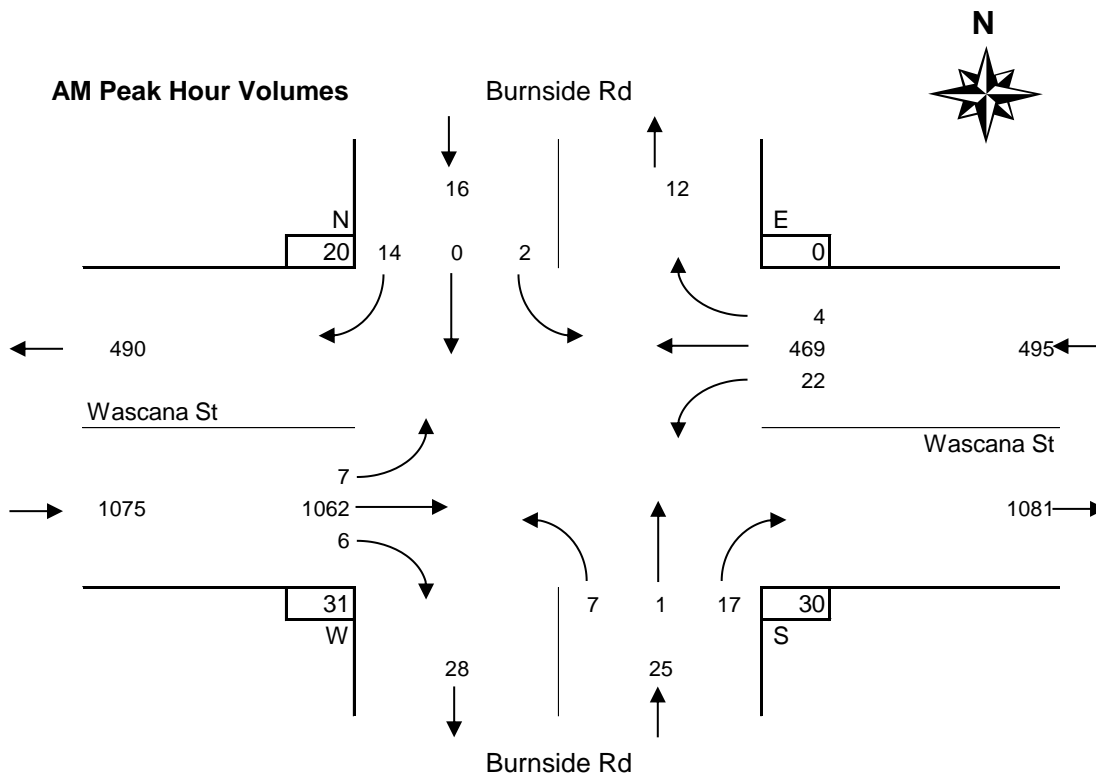 N
AM Peak Hour Volumes Burnside Rd
16 12
N E
20 14 0 2 0
4
490 469 495
22
Wascana St
Wascana St
7
1075 1062 1081
6
31 7 1 17 30
W S
28 25
Burnside Rd